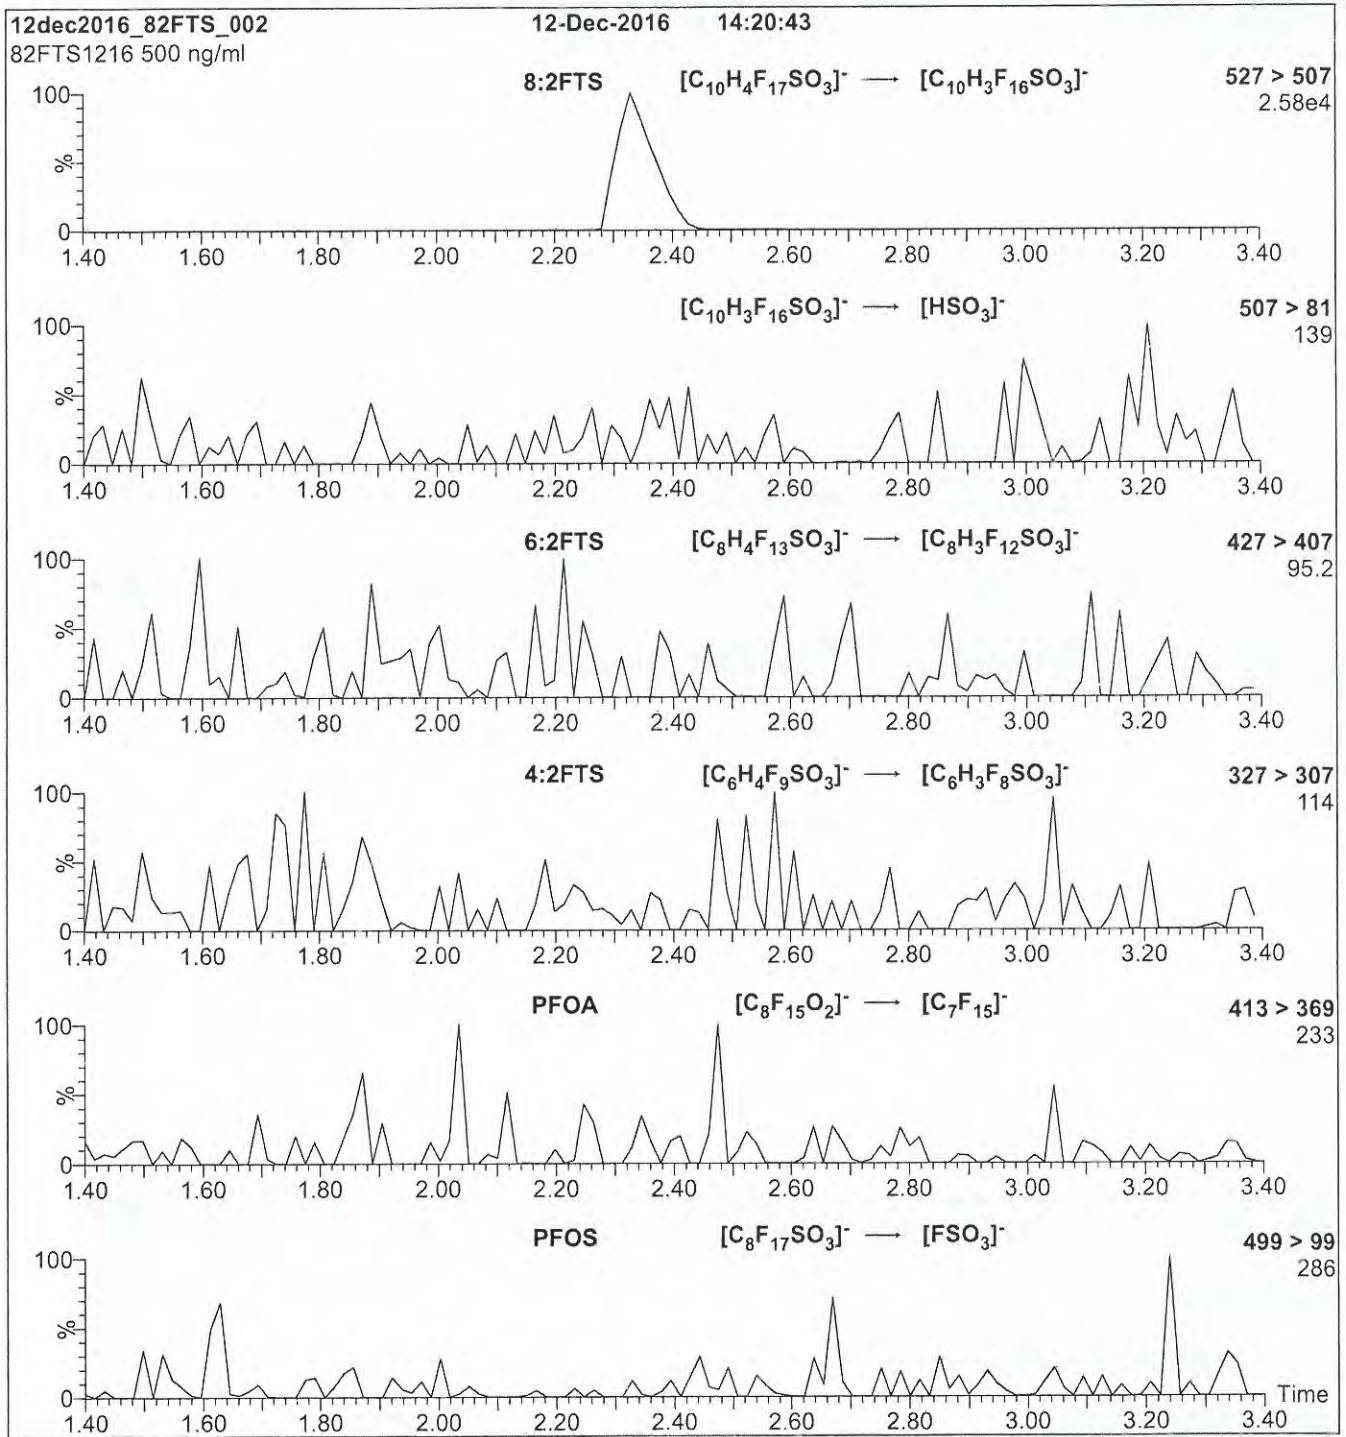 12dec2016_82FTS_002 12-Dec-2016 14:20:43
82FTS1216 500 ng/ml
8:2FTS [C₁₀H₄F₁₇SO₃]⁻ → [C₁₀H₃F₁₆SO₃]⁻ 527 > 507
2.58e4
100
%
0
1.40 1.60 1.80 2.00 2.20 2.40 2.60 2.80 3.00 3.20 3.40
[C₁₀H₃F₁₆SO₃]⁻ → [HSO₃]⁻ 507 > 81
139
100
%
0
1.40 1.60 1.80 2.00 2.20 2.40 2.60 2.80 3.00 3.20 3.40
6:2FTS [C₈H₄F₁₃SO₃]⁻ → [C₈H₃F₁₂SO₃]⁻ 427 > 407
95.2
100
%
0
1.40 1.60 1.80 2.00 2.20 2.40 2.60 2.80 3.00 3.20 3.40
4:2FTS [C₆H₄F₉SO₃]⁻ → [C₆H₃F₈SO₃]⁻ 327 > 307
114
100
%
0
1.40 1.60 1.80 2.00 2.20 2.40 2.60 2.80 3.00 3.20 3.40
PFOA [C₈F₁₅O₂]⁻ → [C₇F₁₅]⁻ 413 > 369
233
100
%
0
1.40 1.60 1.80 2.00 2.20 2.40 2.60 2.80 3.00 3.20 3.40
PFOS [C₈F₁₇SO₃]⁻ → [FSO₃]⁻ 499 > 99
286
100
%
0
Time
1.40 1.60 1.80 2.00 2.20 2.40 2.60 2.80 3.00 3.20 3.40